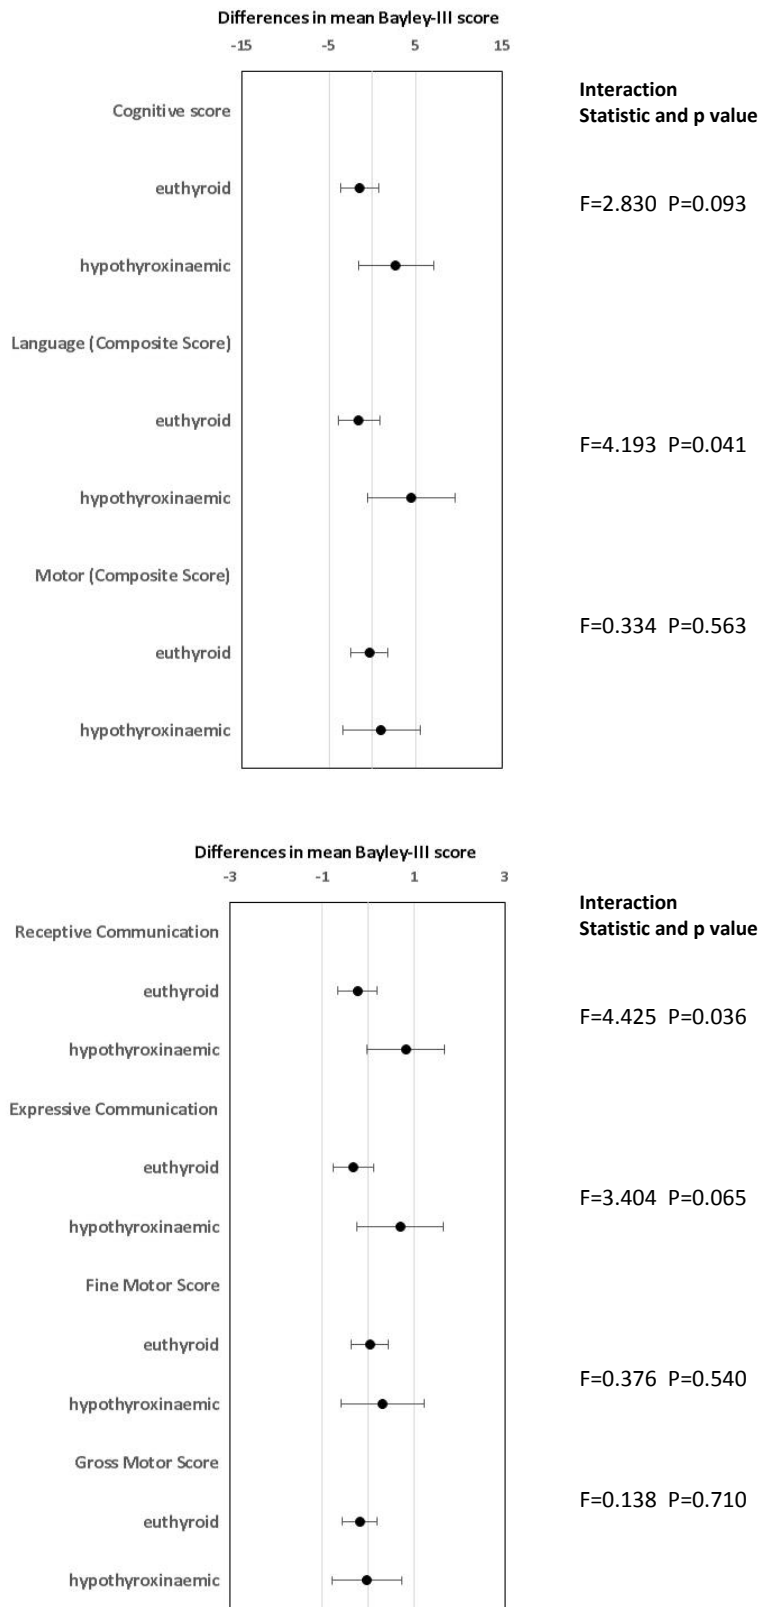 Differences in mean Bayley-III score
-15 -5 5 15
Interaction
Statistic and p value
Cognitive score
euthyroid
F=2.830 P=0.093
hypothyroxinaemic
Language (Composite Score)
euthyroid
F=4.193 P=0.041
hypothyroxinaemic
Motor (Composite Score)
F=0.334 P=0.563
euthyroid
hypothyroxinaemic
Differences in mean Bayley-III score
-3 -1 1 3
Interaction
Statistic and p value
Receptive Communication
euthyroid
F=4.425 P=0.036
hypothyroxinaemic
Expressive Communication
euthyroid
F=3.404 P=0.065
hypothyroxinaemic
Fine Motor Score
euthyroid
F=0.376 P=0.540
hypothyroxinaemic
Gross Motor Score
F=0.138 P=0.710
euthyroid
hypothyroxinaemic